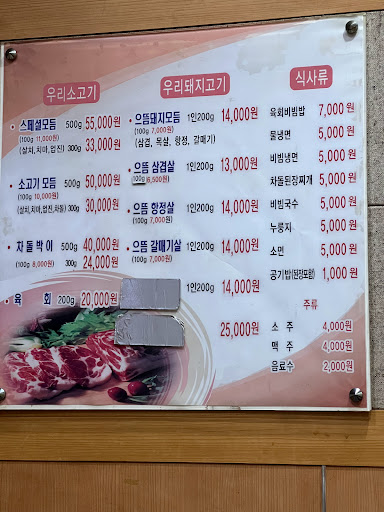 우리소고기
스페셜모듬 500g 55,000원
(100g 11,000원) 300g 33,000원
(살치,치마,업진)
소고기 모듬 500g 50,000원
(100g 10,000원)
(살치,치마,업진,차돌) 300g 30,000원
차돌박이 500g 40,000원
(100g 8,000원) 300g 24,000원
육 회 200g 20,000원
우리돼지고기
으뜸돼지모듬 1인200g 14,000원
(100g 7,000원)
(삼겹, 목살, 항정, 갈매기)
으뜸 삼겹살 1인200g 13,000원
(100g 6,500원)
으뜸 항정살 1인200g 14,000원
(100g 7,000원)
으뜸 갈매기살 1인200g 14,000원
(100g 7,000원)
1인200g 14,000원
25,000원
식사류
육회비빔밥 7,000원
물냉면 5,000원
비빔냉면 5,000원
차돌된장찌개 5,000원
비빔국수 5,000원
누룽지 5,000원
소면 5,000원
공기밥(된장포함) 1,000원
주류
소 주 4,000원
맥 주 4,000원
음료수 2,000원